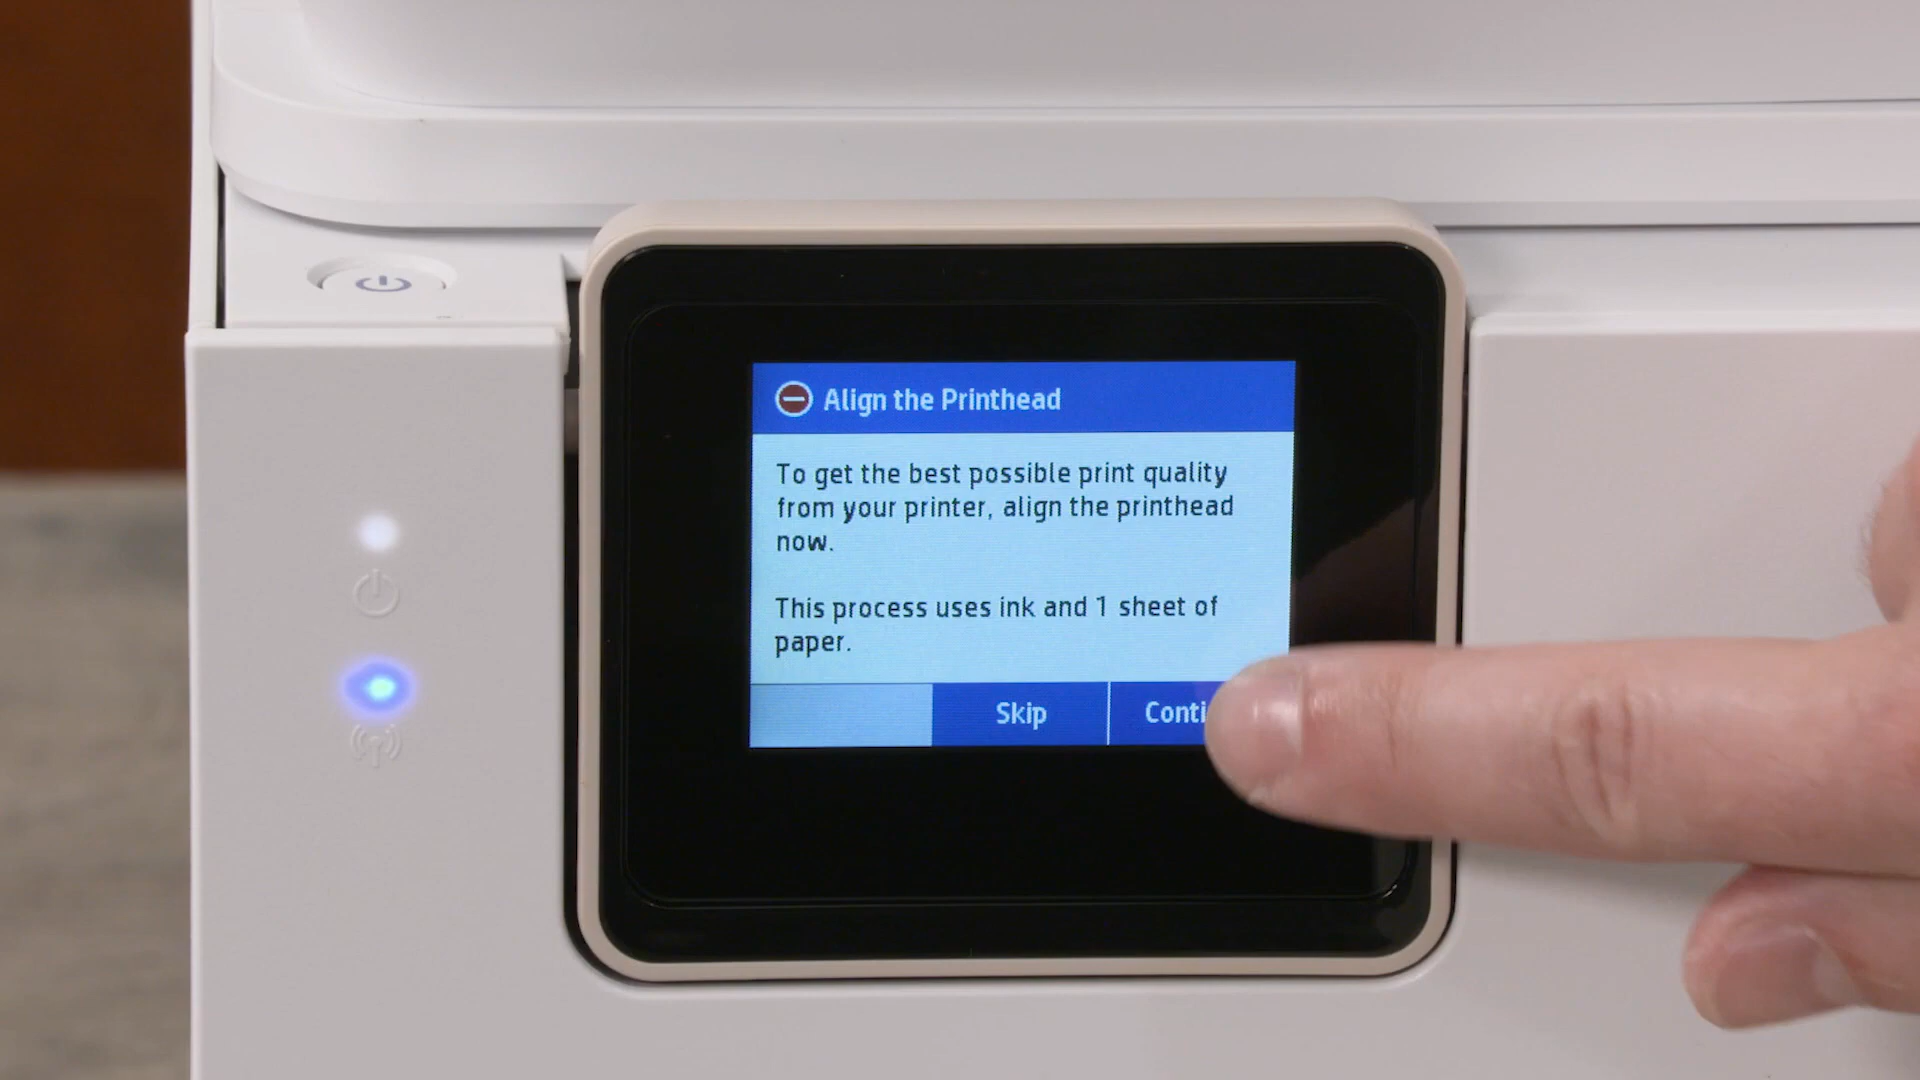 Align the Printhead
To get the best possible print quality
from your printer, align the printhead
now.
This process uses ink and 1 sheet of
paper.
Skip
Conti